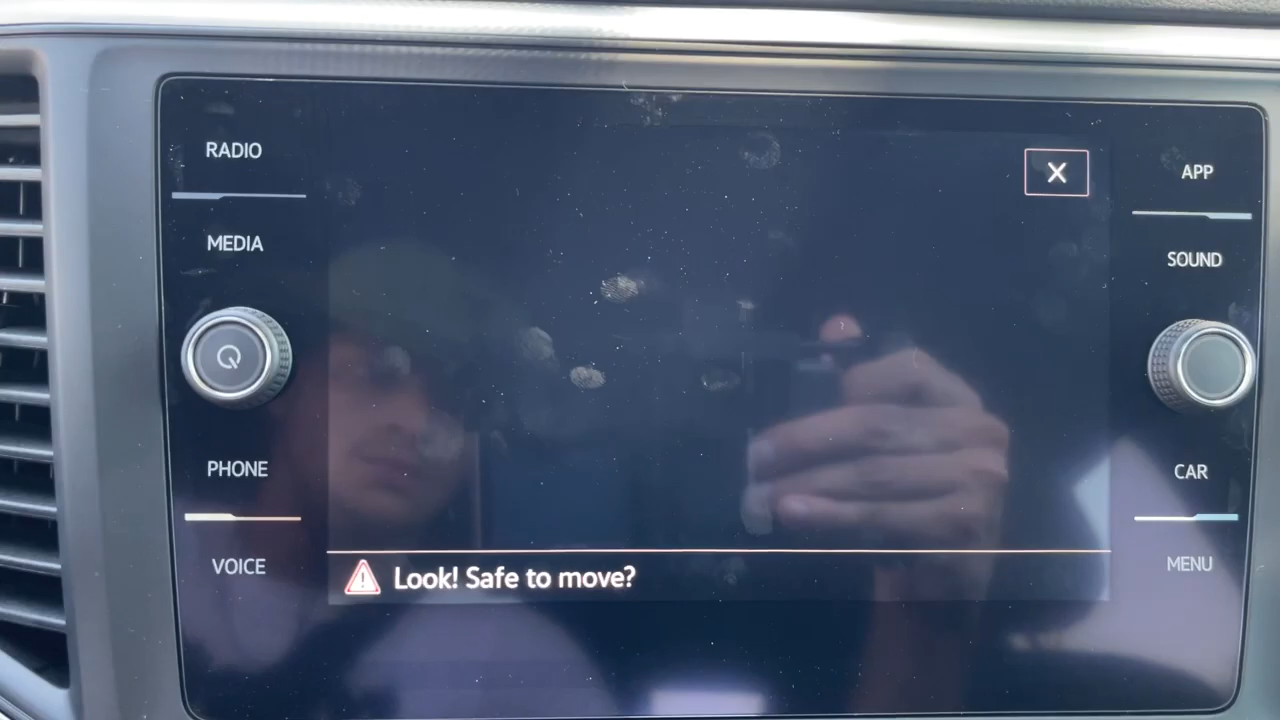 RADIO
MEDIA
PHONE
VOICE
X
Look! Safe to move?
APP
SOUND
CAR
MENU